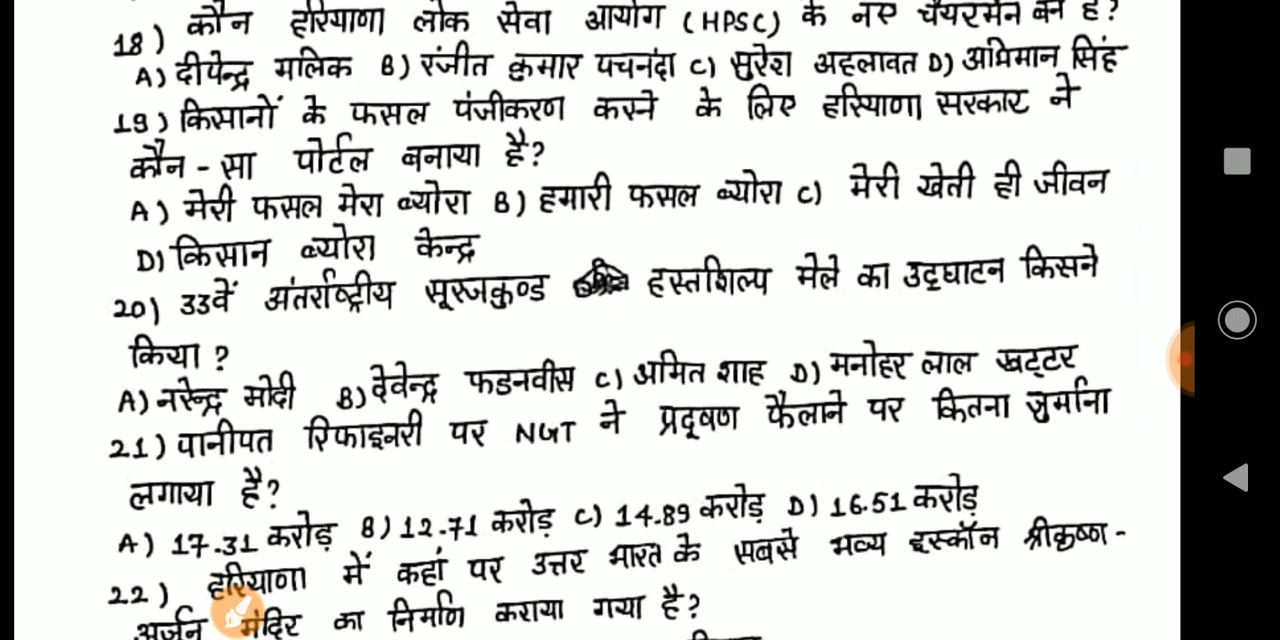 18) कौन हरियाणा लोक सेवा आयोग (HPSC) के नए चेयरमैन बने है?
A) दीपेन्द्र मलिक B) रंजीत कुमार पचनंदा C) सुरेश अहलावत D) अभिमान सिंह
19) किसानों के फसल पंजीकरण करने के लिए हरियाणा सरकार ने
कौन-सा पोर्टल बनाया है?
A) मेरी फसल मेरा ब्योरा B) हमारी फसल ब्योरा C) मेरी खेती ही जीवन
D) किसान ब्योरा केन्द्र
20) 33वें अंतर्राष्ट्रीय सूरजकुण्ड हस्तशिल्प मेले का उद्घाटन किसने
किया?
A) नरेन्द्र मोदी B) देवेन्द्र फडनवीस C) अमित शाह D) मनोहर लाल खट्टर
21) पानीपत रिफाइनरी पर NGT ने प्रदूषण फैलाने पर कितना जुर्माना
लगाया है?
A) 17.31 करोड़ B) 12.71 करोड़ C) 14.89 करोड़ D) 16.51 करोड़
22) हरियाणा में कहां पर उत्तर भारत के सबसे भव्य इस्कॉन श्रीकृष्ण-
अर्जुन मंदिर का निर्माण कराया गया है?